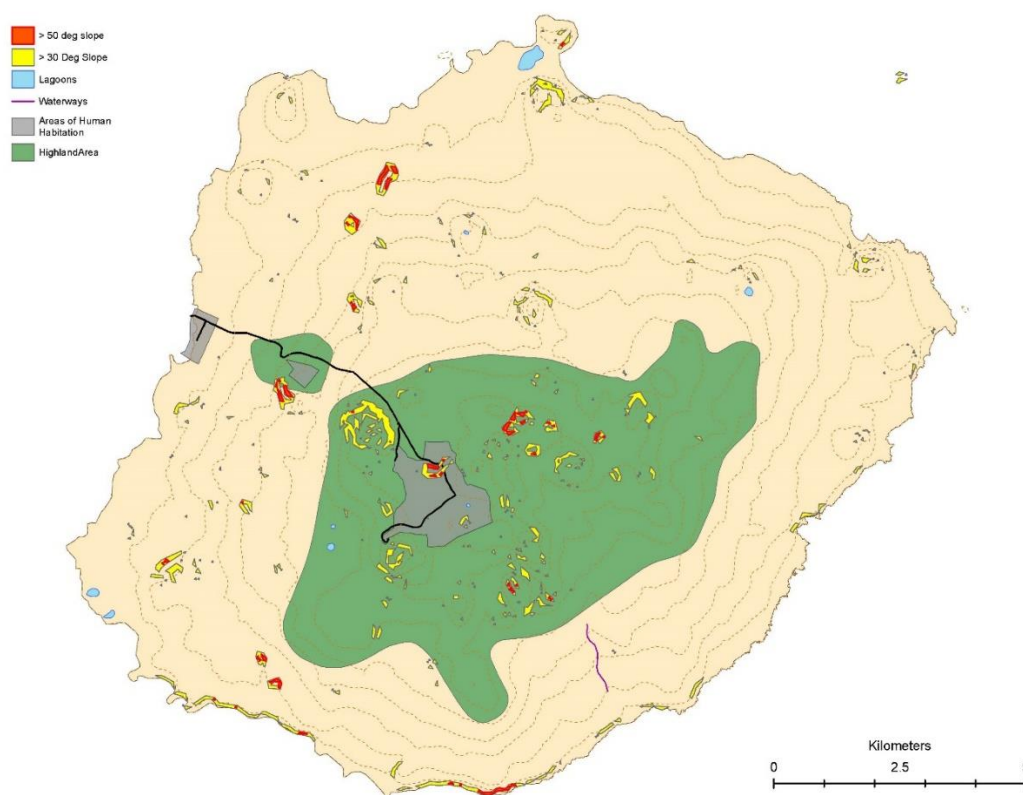 > 50 deg slope
> 30 Deg Slope
Lagoons
Waterways
Areas of Human
Habitation
HighlandArea
Kilometers
0
2.5